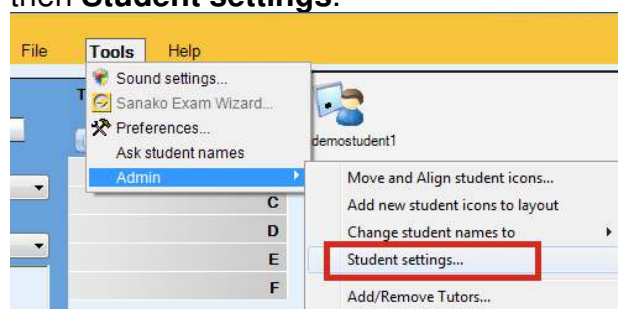 then Student settings.
File Tools Help
Sound settings...
Sanako Exam Wizard...
Preferences...
Ask student names
Admin
demostudent1
Move and Align student icons...
C
Add new student icons to layout
D
Change student names to
E
Student settings...
F
Add/Remove Tutors...